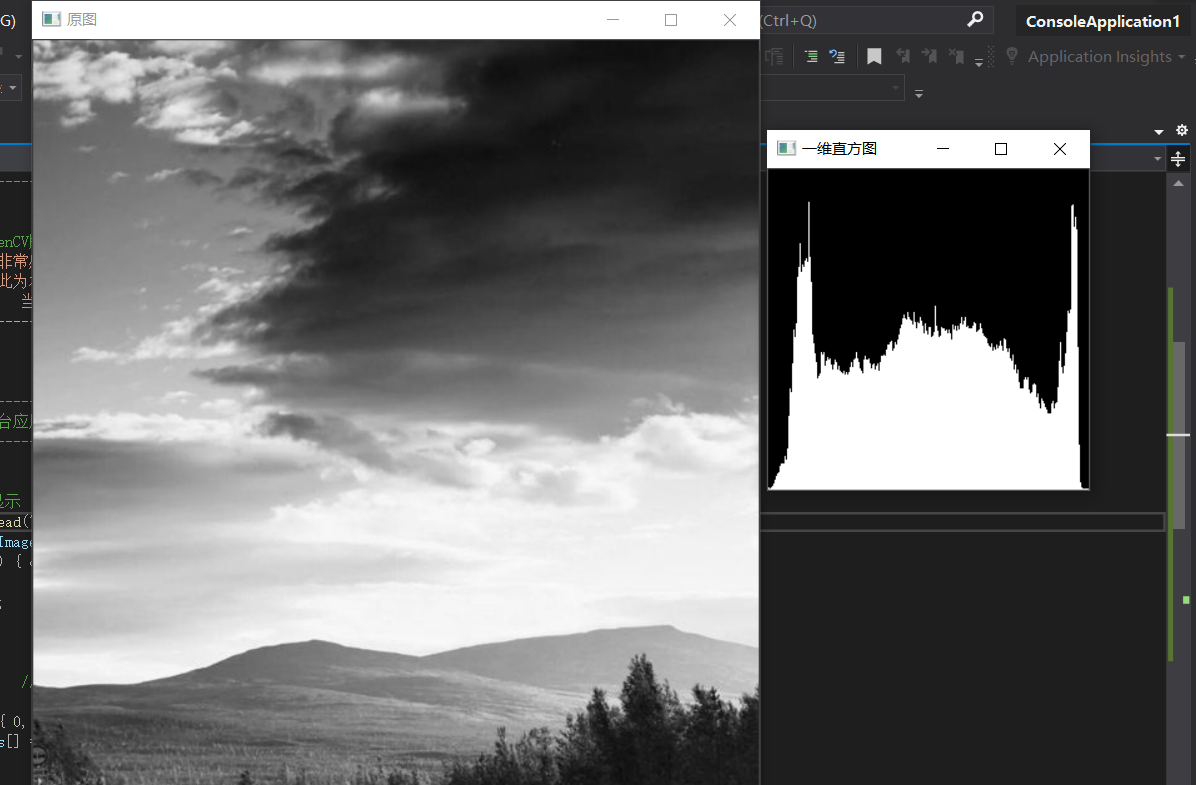 G)
原图
(Ctrl+Q)
ConsoleApplication1
Application Insights
一维直方图
enCV
非常
此为
当
台应
显示
ead(
Image
) {
;
//
{ 0,
s[]